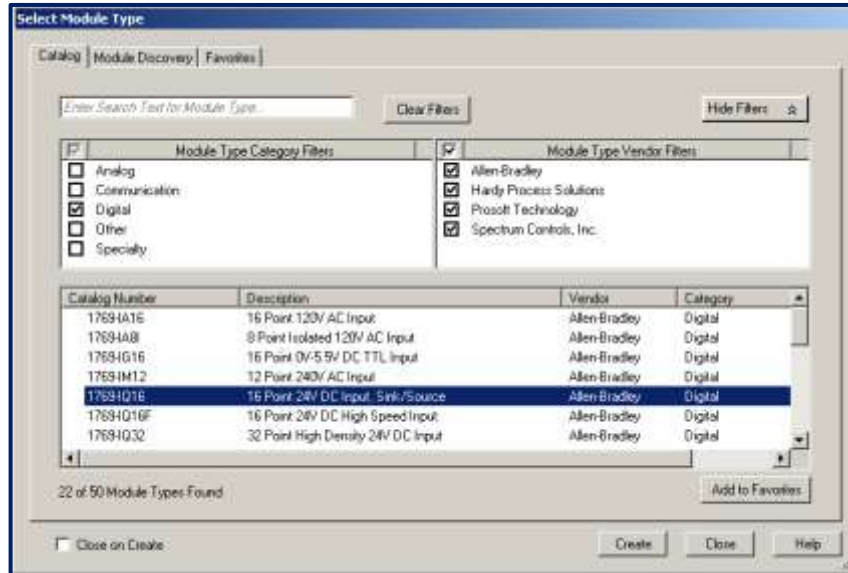 Select Module Type
Catalog Module Discovery Favorites
Enter Search Text for Module Type...
Clear Filters
Hide Filters
Module Type Category Filters
Module Type Vendor Filters
Analog
Allen-Bradley
Communication
Hardy Process Solutions
Digital
Prosoft Technology
Other
Spectrum Controls, Inc.
Specialty
Catalog Number Description Vendor Category
1769-IA16 16 Point 120V AC Input Allen-Bradley Digital
1769-IA8I 8 Point Isolated 120V AC Input Allen-Bradley Digital
1769-IG16 16 Point 0V-5.5V DC TTL Input Allen-Bradley Digital
1769-IM12 12 Point 240V AC Input Allen-Bradley Digital
1769-IQ16 16 Point 24V DC Input, Sink/Source Allen-Bradley Digital
1769-IQ16F 16 Point 24V DC High Speed Input Allen-Bradley Digital
1769-IQ32 32 Point High Density 24V DC Input Allen-Bradley Digital
22 of 50 Module Types Found
Add to Favorites
Close on Create
Create Close Help